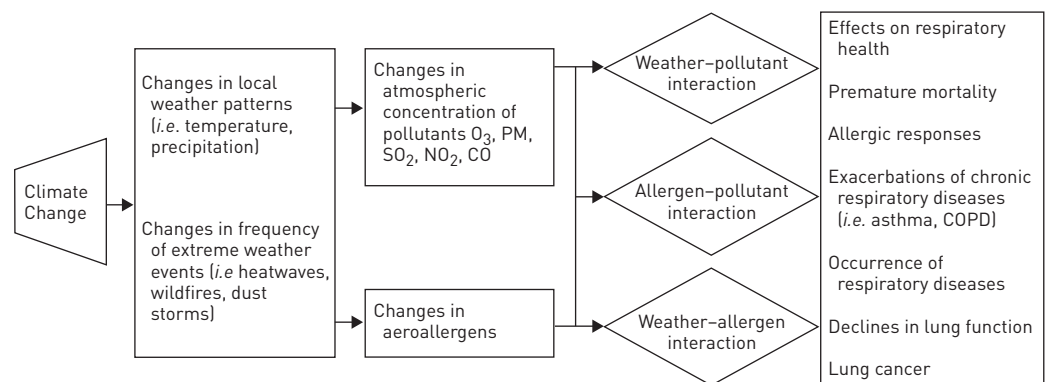 Climate
Change
Changes in local
weather patterns
(i.e. temperature,
precipitation)
Changes in frequency
of extreme weather
events (i.e heatwaves,
wildfires, dust
storms)
Changes in
atmospheric
concentration of
pollutants O₃, PM,
SO₂, NO₂, CO
Changes in
aeroallergens
Weather–pollutant
interaction
Allergen–pollutant
interaction
Weather–allergen
interaction
Effects on respiratory
health
Premature mortality
Allergic responses
Exacerbations of chronic
respiratory diseases
(i.e. asthma, COPD)
Occurrence of
respiratory diseases
Declines in lung function
Lung cancer